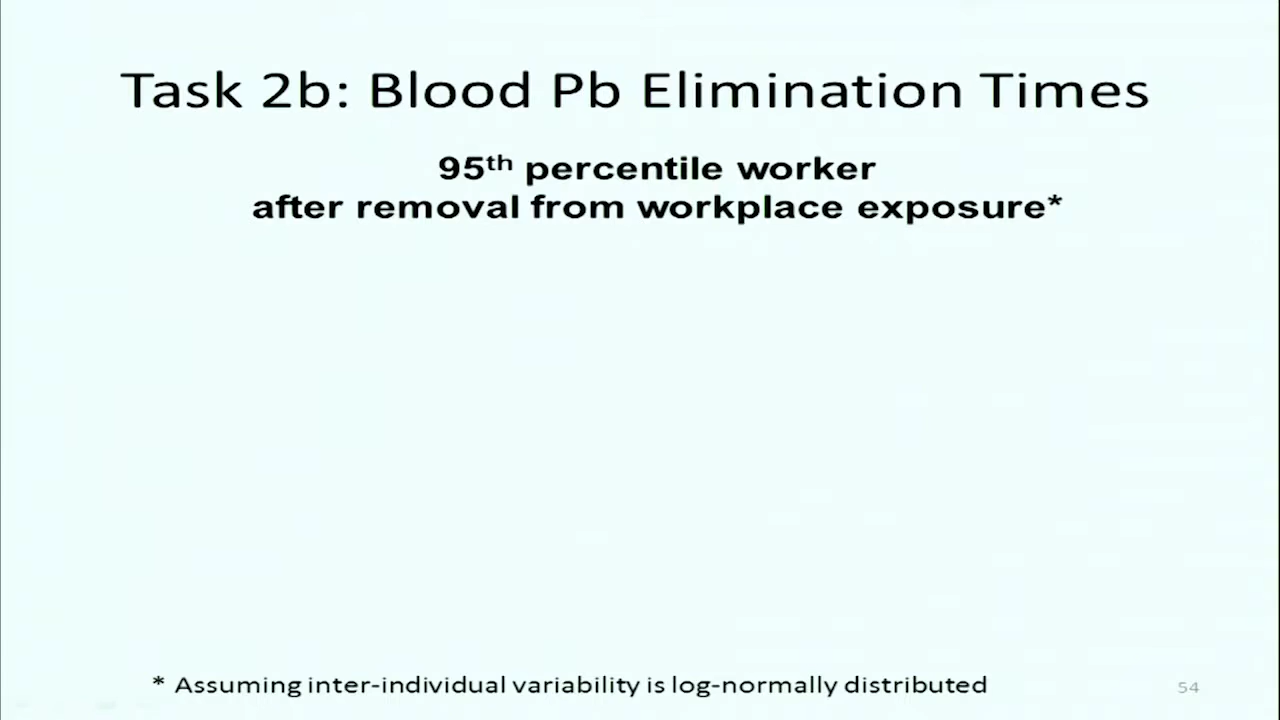 Task 2b: Blood Pb Elimination Times
95th percentile worker
after removal from workplace exposure*
* Assuming inter-individual variability is log-normally distributed
54